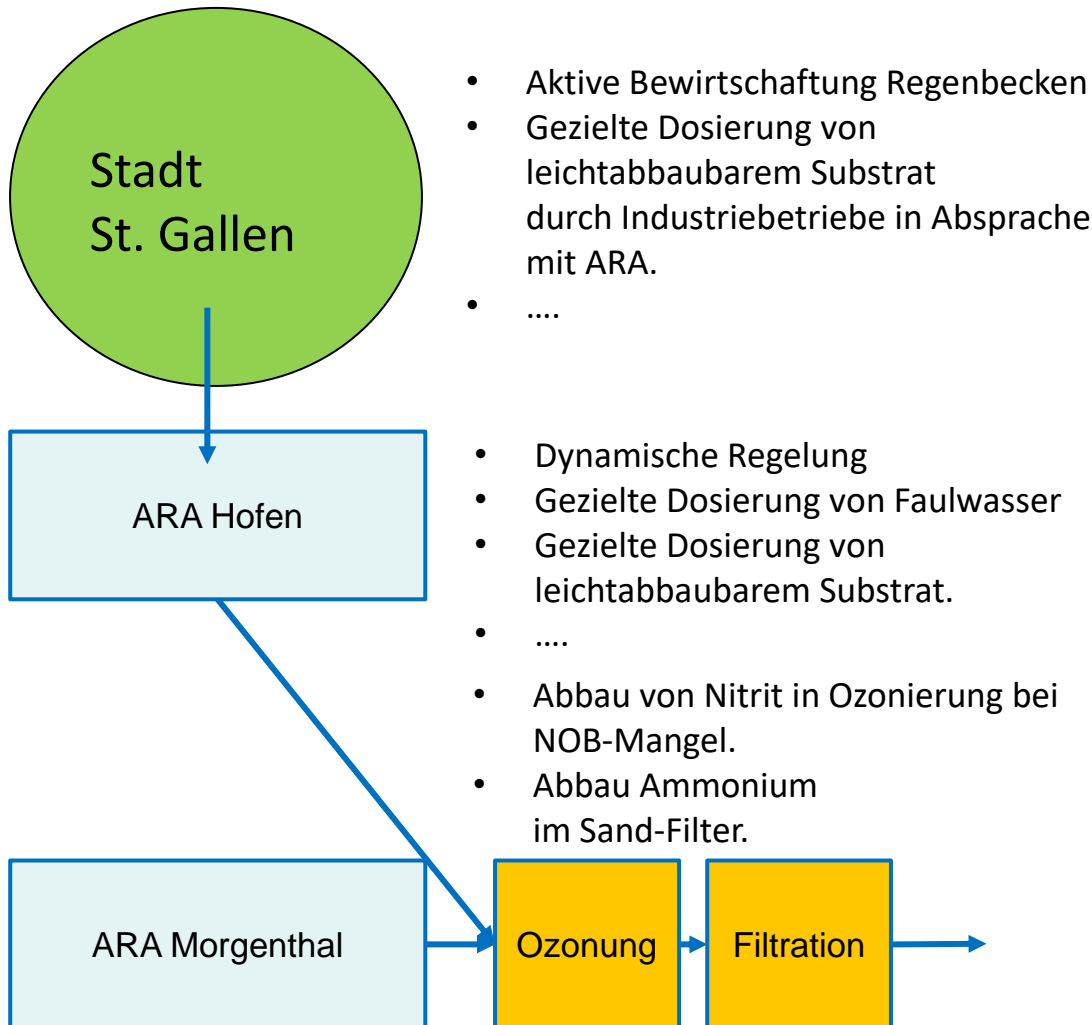 Stadt
St. Gallen
• Aktive Bewirtschaftung Regenbecken
• Gezielte Dosierung von
leichtabbaubarem Substrat
durch Industriebetriebe in Absprache
mit ARA.
• ....
ARA Hofen
• Dynamische Regelung
• Gezielte Dosierung von Faulwasser
• Gezielte Dosierung von
leichtabbaubarem Substrat.
• ....
• Abbau von Nitrit in Ozonierung bei
NOB-Mangel.
• Abbau Ammonium
im Sand-Filter.
ARA Morgenthal
Ozonung
Filtration